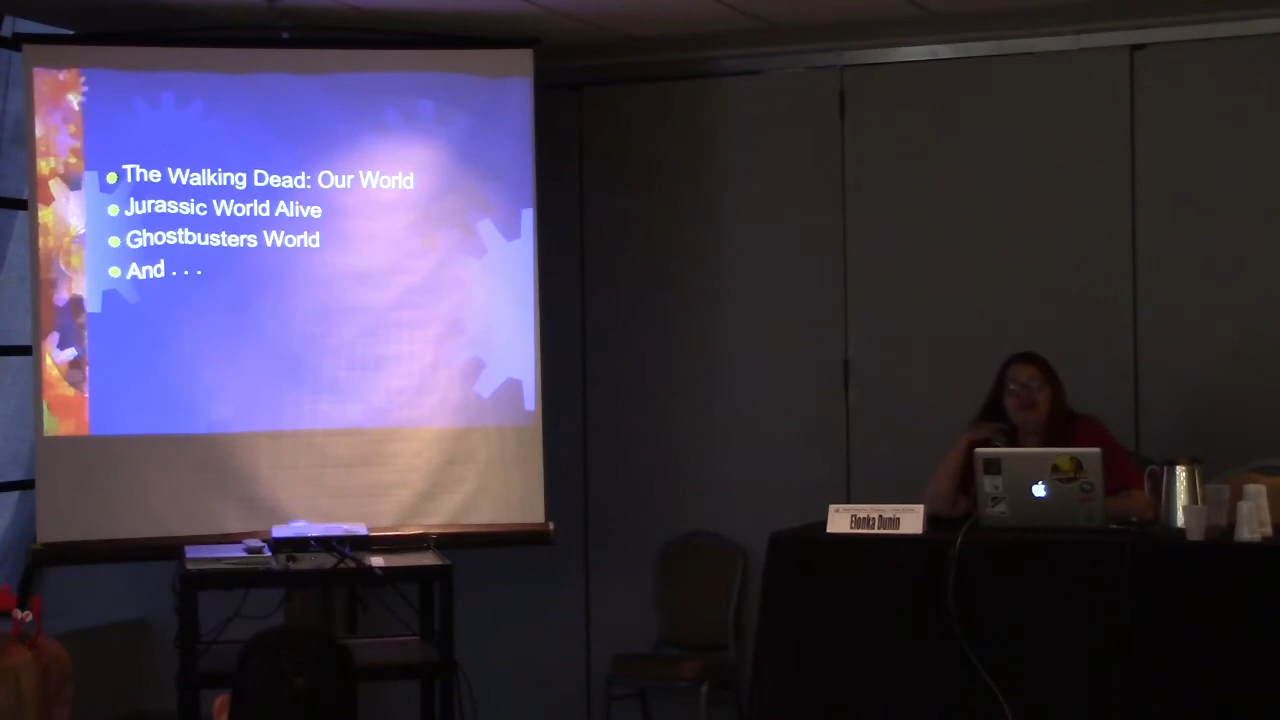 The Walking Dead: Our World
Jurassic World Alive
Ghostbusters World
And . . .
Elonka Dunin